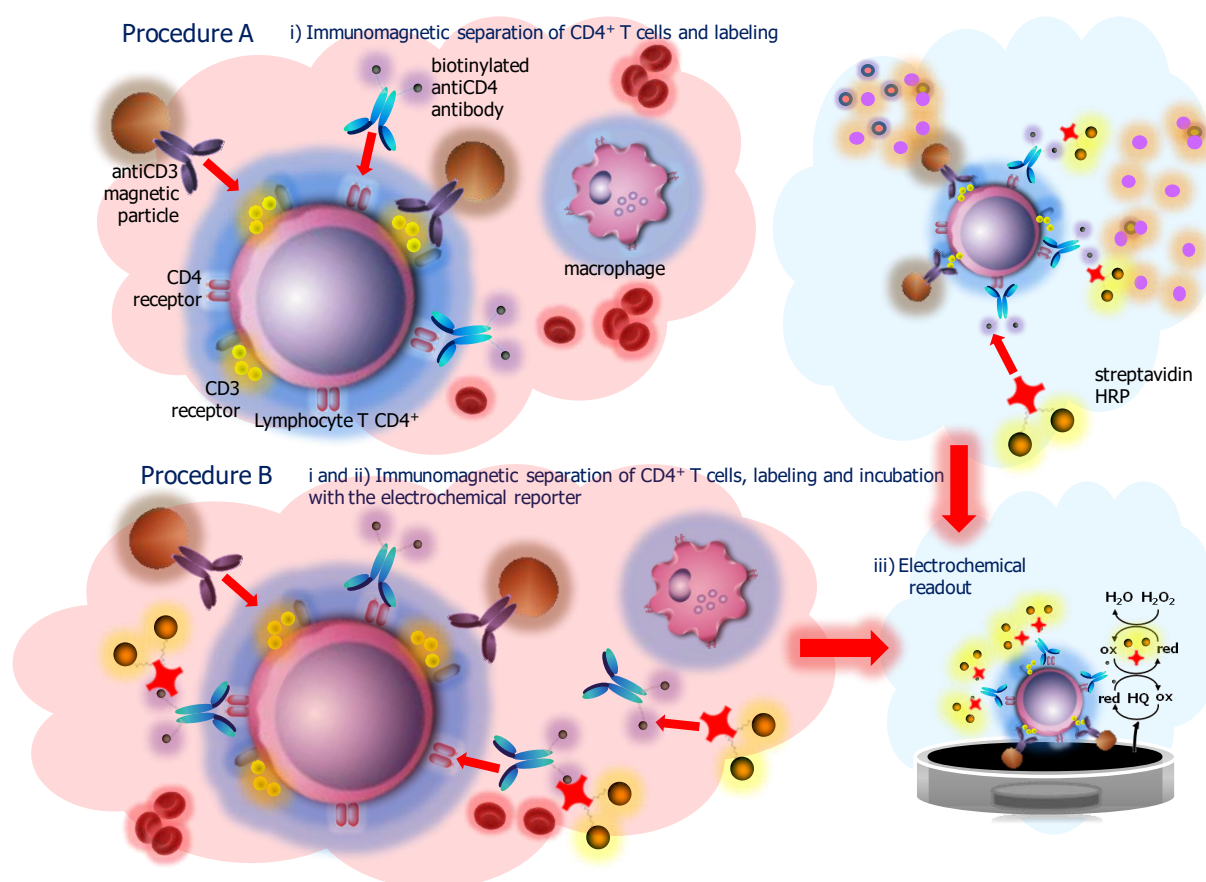 Procedure A
i) Immunomagnetic separation of CD4⁺ T cells and labeling
biotinylated
antiCD4
antibody
antiCD3
magnetic
particle
macrophage
CD4
receptor
CD3
receptor
Lymphocyte T CD4⁺
streptavidin
HRP
Procedure B
i and ii) Immunomagnetic separation of CD4⁺ T cells, labeling and incubation
with the electrochemical reporter
iii) Electrochemical
readout
H₂O H₂O₂
ox red
red HQ ox